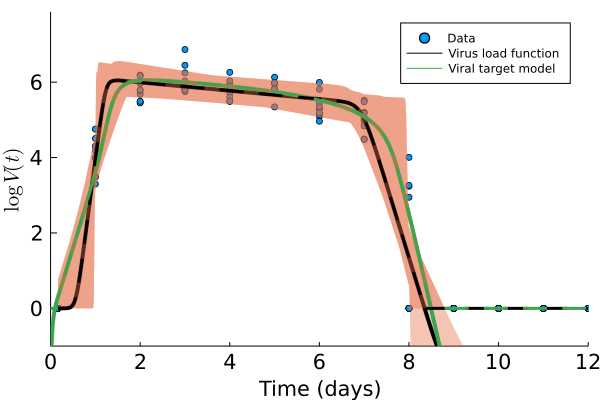 Data
Virus load function
Viral target model
log V(t)
6
4
2
0
0 2 4 6 8 10 12
Time (days)